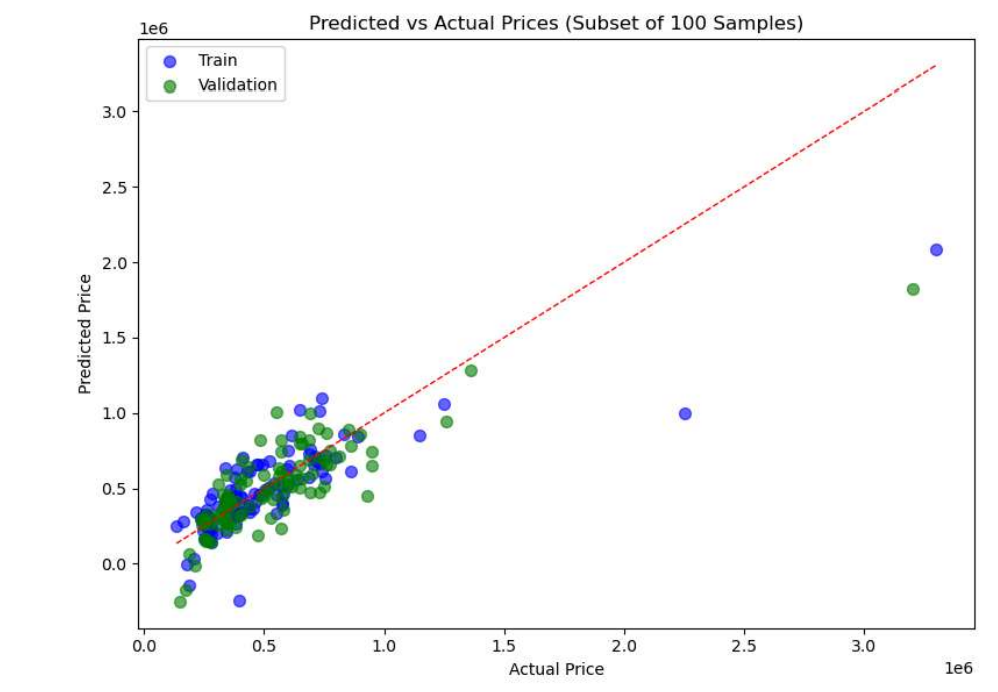 Predicted vs Actual Prices (Subset of 100 Samples)
1e6
Train
Validation
3.0
2.5
2.0
1.5
1.0
0.5
0.0
Predicted Price
0.0 0.5 1.0 1.5 2.0 2.5 3.0
Actual Price
1e6